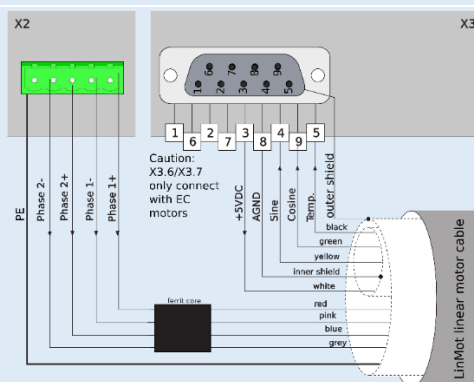 X2
X3
6 7 8 9
1 2 3 4 5
1 2 3 4 5
6 7 8 9
Caution:
X3.6/X3.7
only connect
with EC
motors
PE
Phase 2-
Phase 2+
Phase 1-
Phase 1+
+5VDC
AGND
Sine
Cosine
Temp.
outer shield
black
green
yellow
inner shield
white
ferrit core
red
pink
blue
grey
LinMot linear motor cable